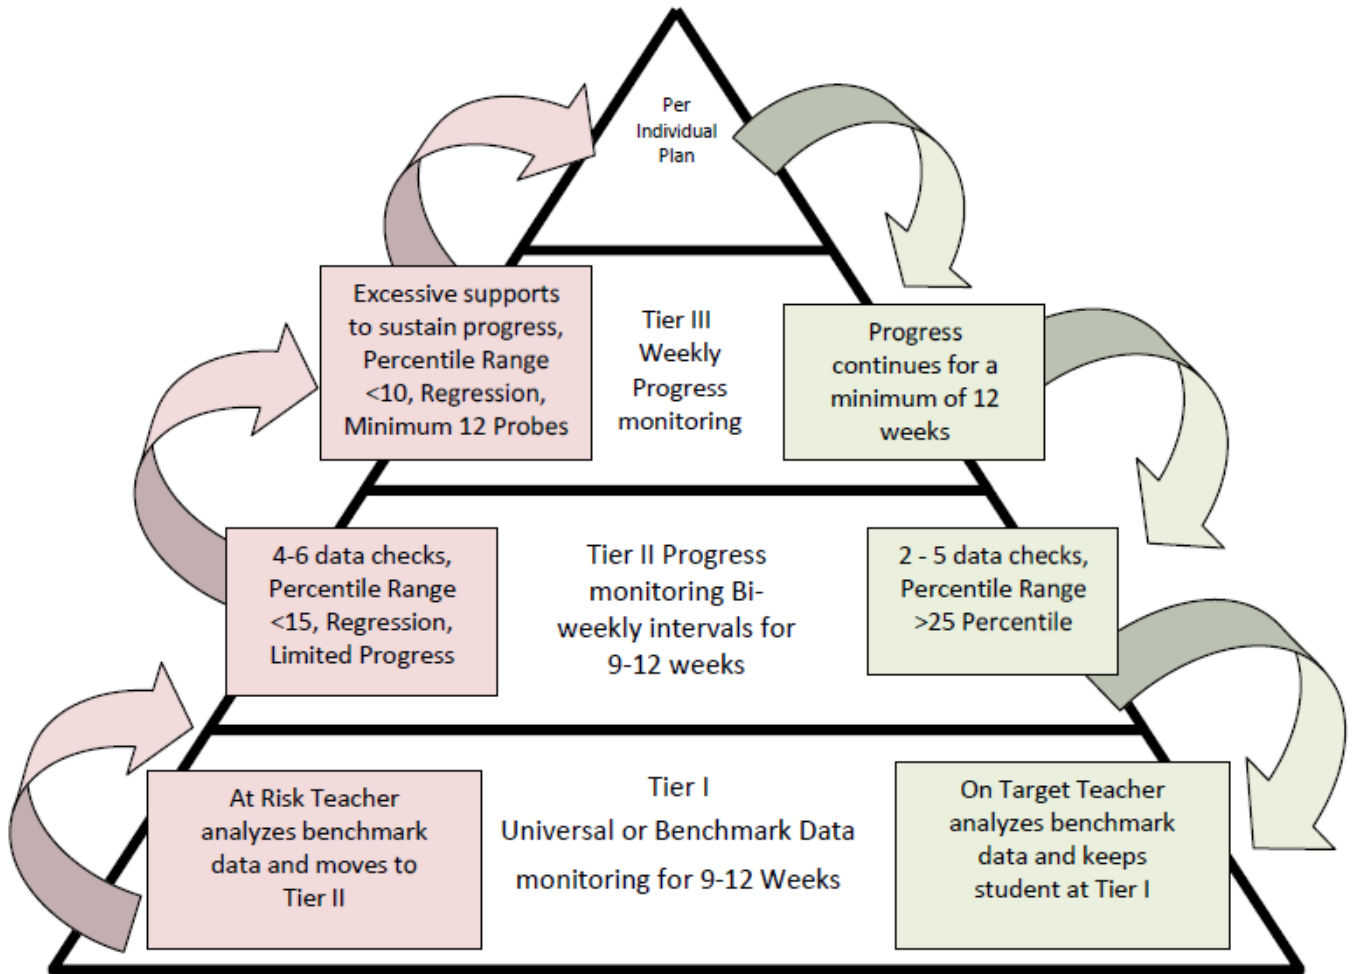 Per
Individual
Plan
Excessive supports
to sustain progress,
Percentile Range
<10, Regression,
Minimum 12 Probes
Tier III
Weekly
Progress
monitoring
Progress
continues for a
minimum of 12
weeks
4-6 data checks,
Percentile Range
<15, Regression,
Limited Progress
Tier II Progress
monitoring Bi-
weekly intervals for
9-12 weeks
2 - 5 data checks,
Percentile Range
>25 Percentile
At Risk Teacher
analyzes benchmark
data and moves to
Tier II
Tier I
Universal or Benchmark Data
monitoring for 9-12 Weeks
On Target Teacher
analyzes benchmark
data and keeps
student at Tier I